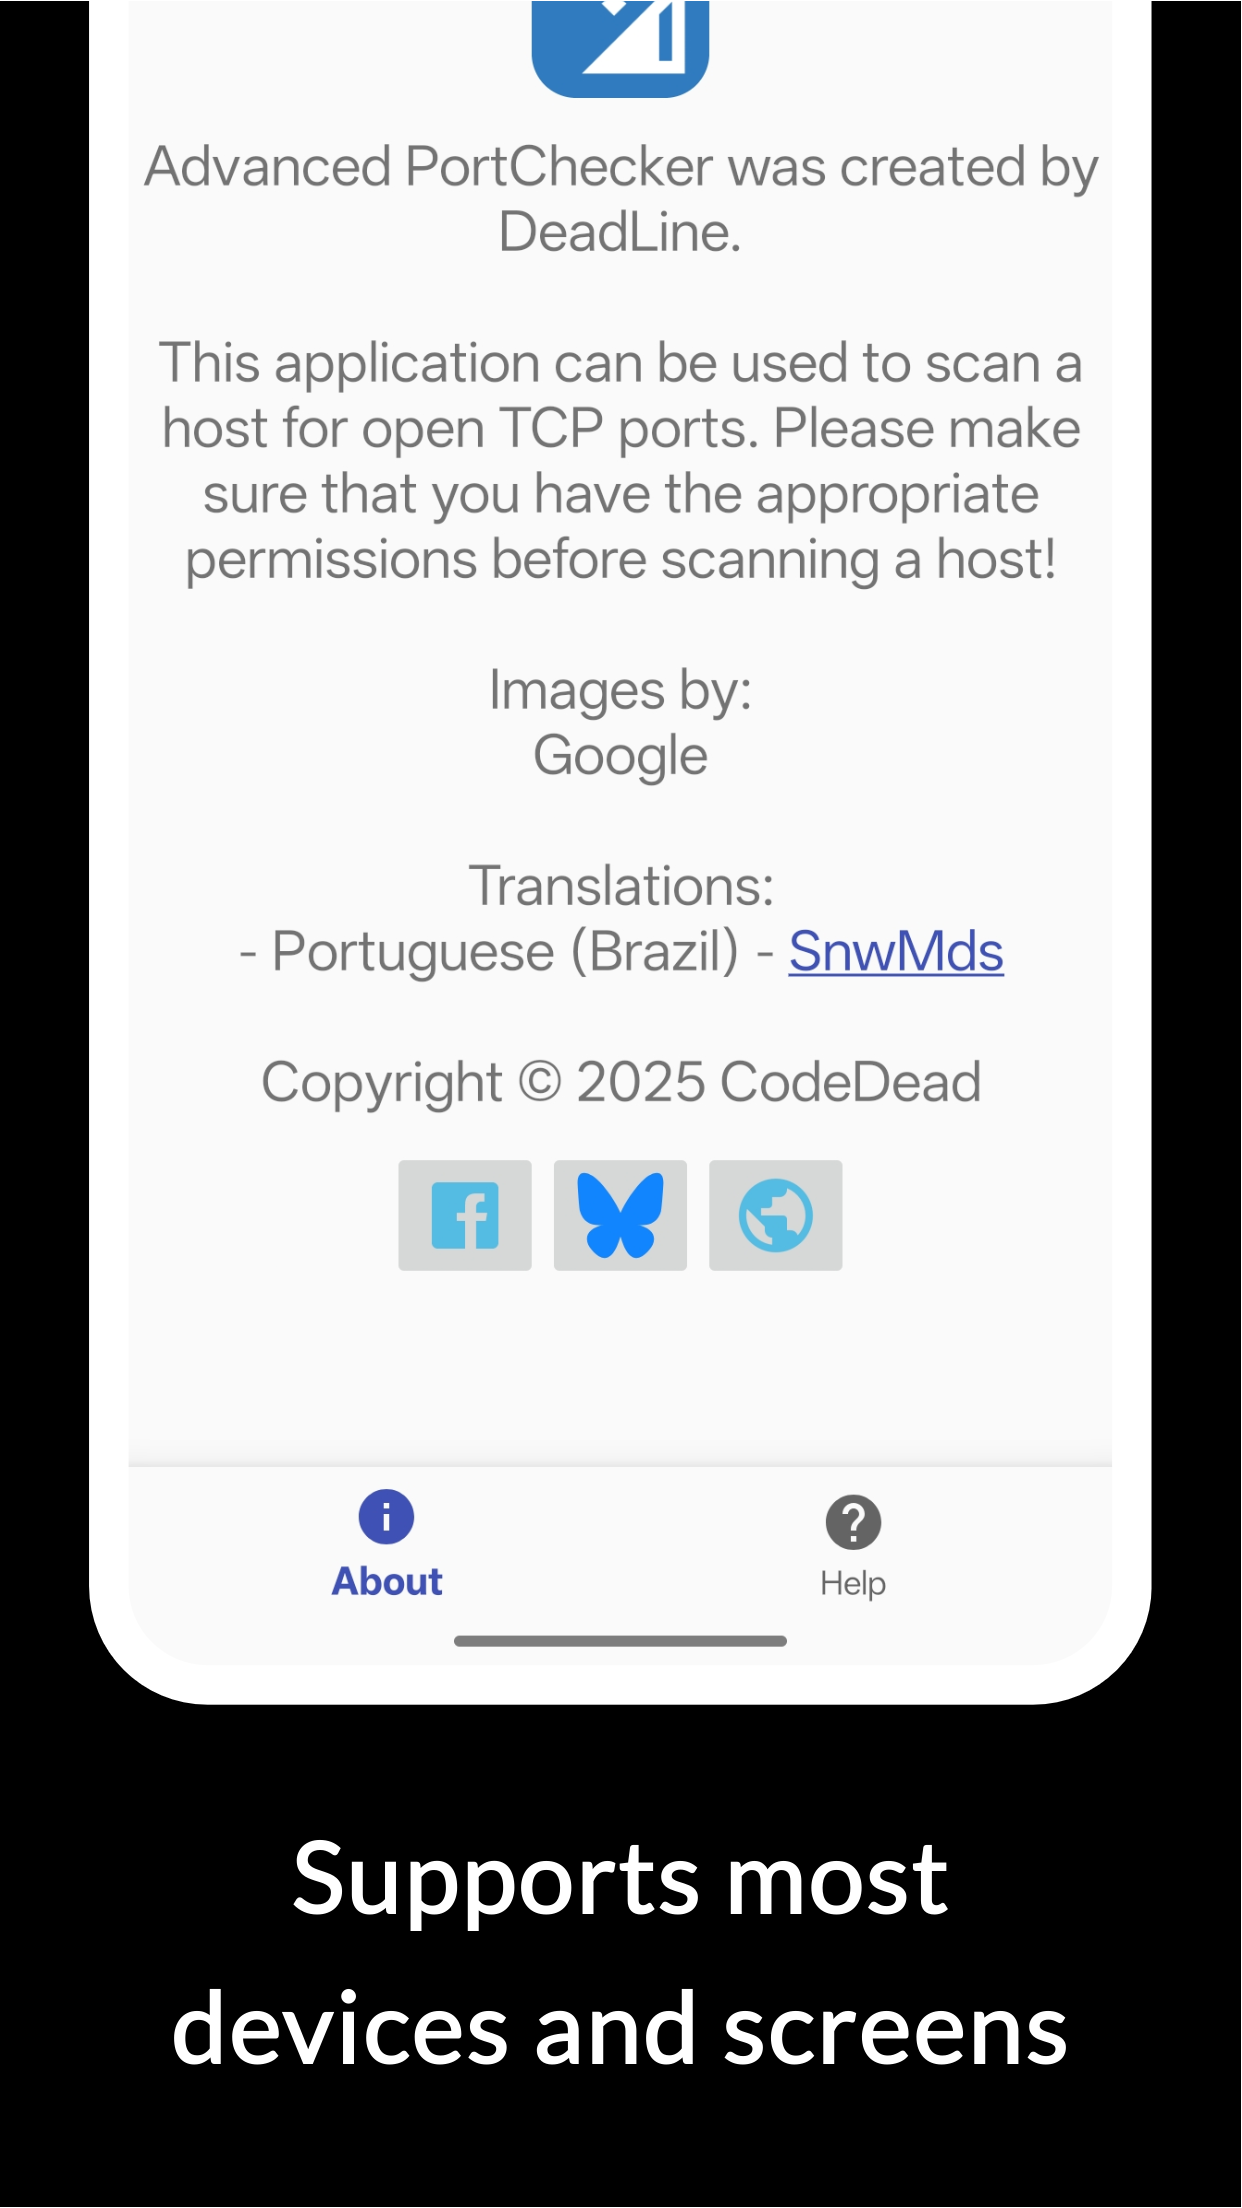 Advanced PortChecker was created by
DeadLine.
This application can be used to scan a
host for open TCP ports. Please make
sure that you have the appropriate
permissions before scanning a host!
Images by:
Google
Translations:
- Portuguese (Brazil) - SnwMds
Copyright © 2025 CodeDead
About
Help
Supports most
devices and screens